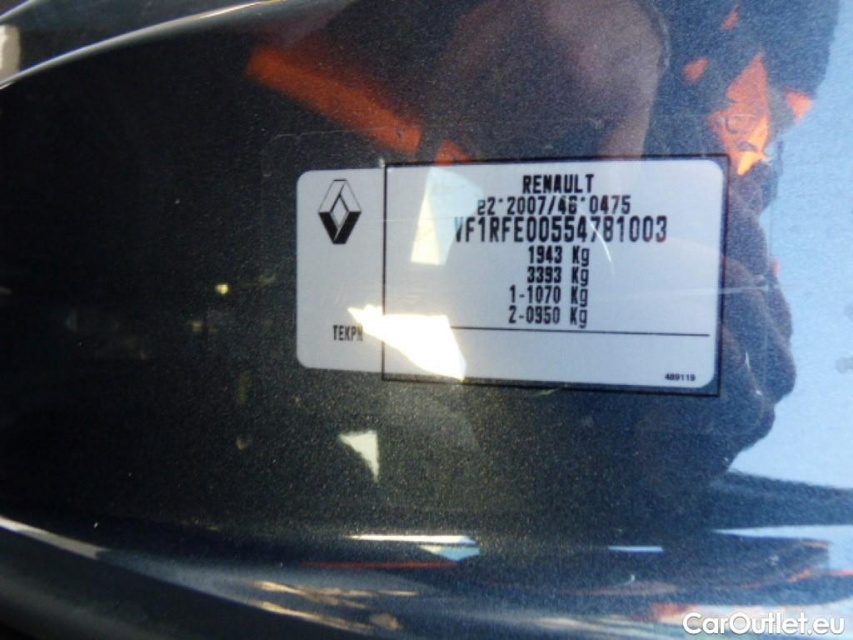 RENAULT
e2*2007/46*0475
VF1RFE00554781003
1943 Kg
3393 Kg
1-1070 Kg
2-0950 Kg
TEKPN
489119
CarOutlet.eu